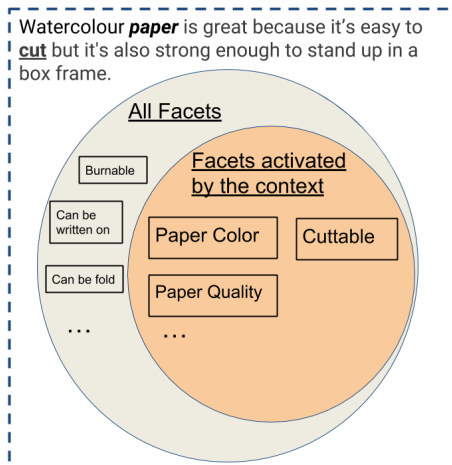 Watercolour paper is great because it’s easy to
cut but it's also strong enough to stand up in a
box frame.
All Facets
Facets activated
by the context
Burnable
Can be
written on
Can be fold
...
Paper Color
Cuttable
Paper Quality
...